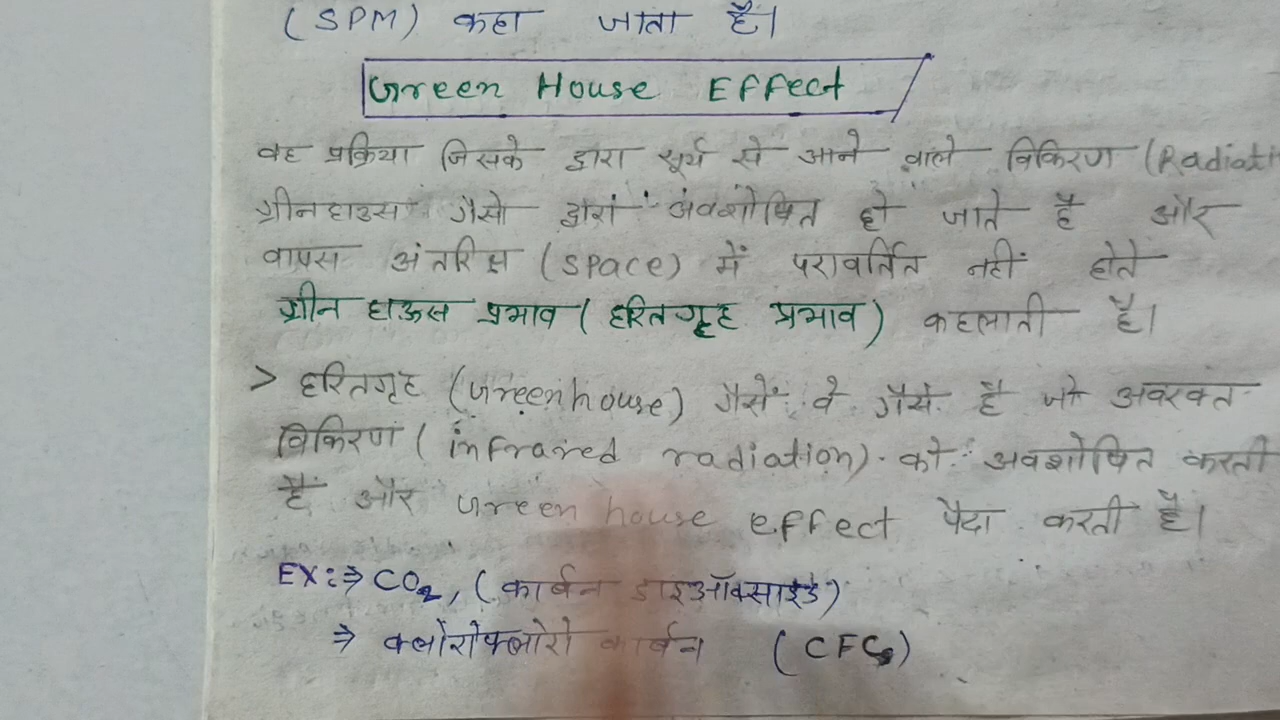 (SPM) कहा जाता है।
Green House Effect
वह प्रक्रिया जिसके द्वारा सूर्य से आने वाले विकिरण (Radiati
ग्रीनहाउस गैसो द्वारा अवशोषित हो जाते है और
वापस अंतरिक्ष (space) में परावर्तित नहीं होते
ग्रीन हाऊस प्रभाव (हरितगृह प्रभाव) कहलाती है।
> हरितगृह (Greenhouse) गैसें वे गैसे है जो अवरक्त
विकिरण (infrared radiation) को अवशोषित करती
है और Green house effect पैदा करती है।
EX:⇒ CO₂, (कार्बन डाइऑक्साइड)
⇒ क्लोरोफ्लोरो कार्बन (CFCs)